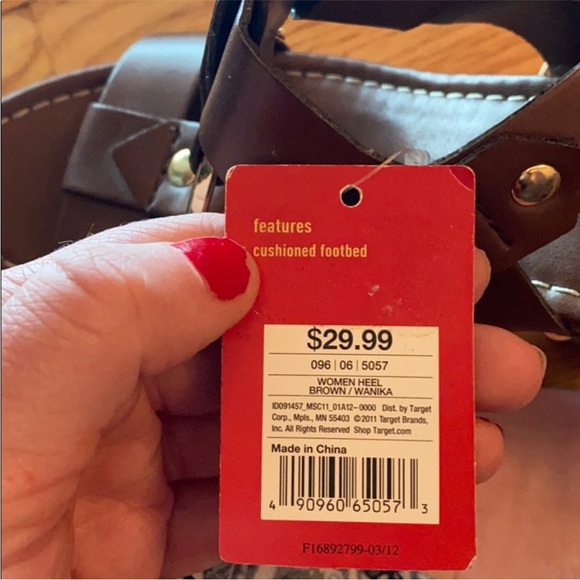 features
cushioned footbed
$29.99
096 | 06 | 5057
WOMEN HEEL
BROWN / WANIKA
ID091457_MSC11_01A12-0000 Dist. by Target
Corp., Mpls., MN 55403 ©2011 Target Brands,
Inc. All Rights Reserved Shop Target.com
Made in China
4 90960 65057 3
F16892799-03/12